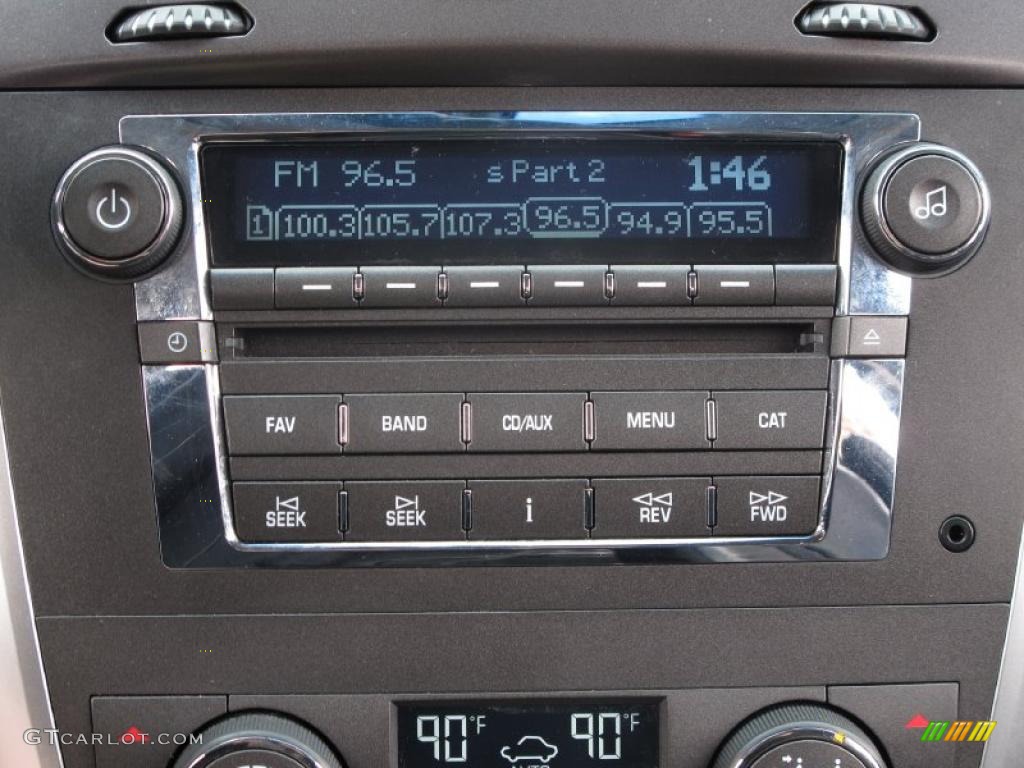 FM 96.5 s Part 2 1:46
1 100.3 105.7 107.3 96.5 94.9 95.5
FAV BAND CD/AUX MENU CAT
SEEK SEEK i REV FWD
90°F 90°F
AUTO
GTCARLOT.COM